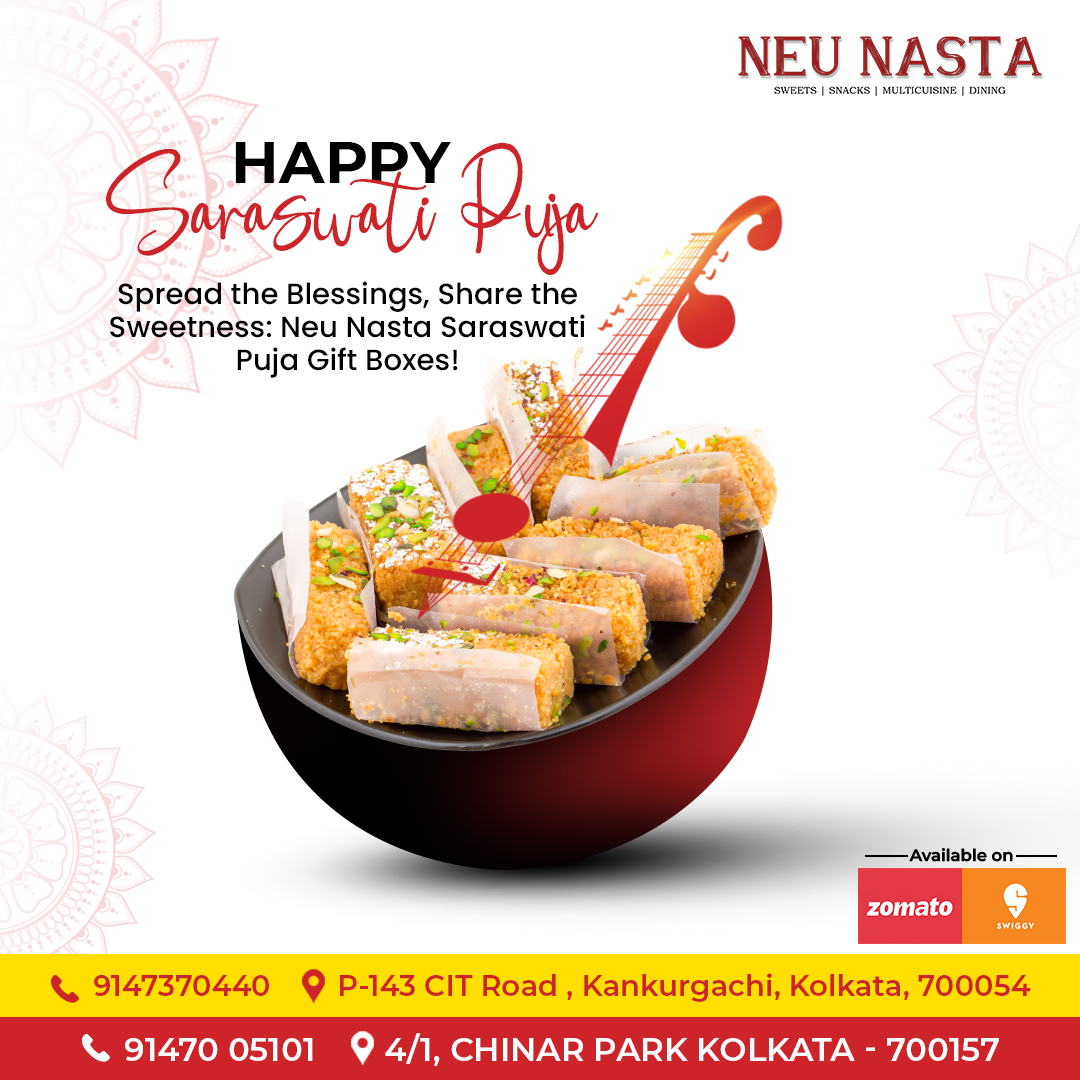 NEU NASTA
SWEETS | SNACKS | MULTICUISINE | DINING
HAPPY
Saraswati Puja
Spread the Blessings, Share the
Sweetness: Neu Nasta Saraswati
Puja Gift Boxes!
Available on
zomato
SWIGGY
9147370440 P-143 CIT Road , Kankurgachi, Kolkata, 700054
91470 05101 4/1, CHINAR PARK KOLKATA - 700157